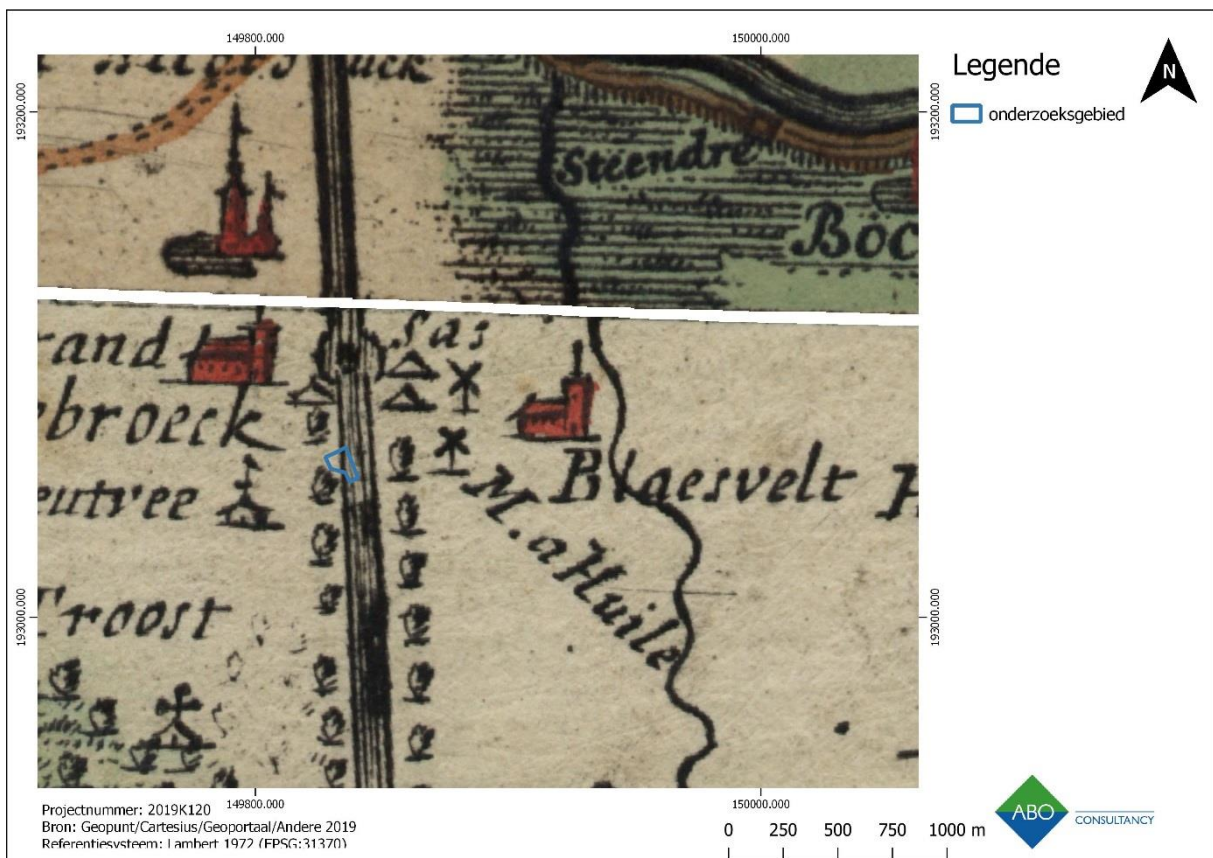 149800.000
150000.000
Legende
N
onderzoeksgebied
193200.000
193200.000
Steendre
Boc
Sas
rand
broeck
Blaesvelt
M. a Huile
Troost
193000.000
193000.000
149800.000
150000.000
Projectnummer: 2019K120
Bron: Geopunt/Cartesius/Geoportaal/Andere 2019
Referentiesysteem: Lambert 1972 (EPSG:31370)
0 250 500 750 1000 m
ABO
CONSULTANCY